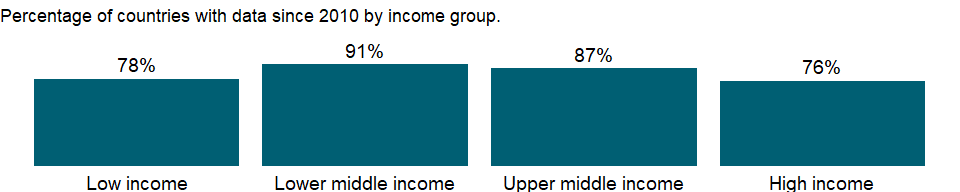 Percentage of countries with data since 2010 by income group.
78%
91%
87%
76%
Low income
Lower middle income
Upper middle income
High income